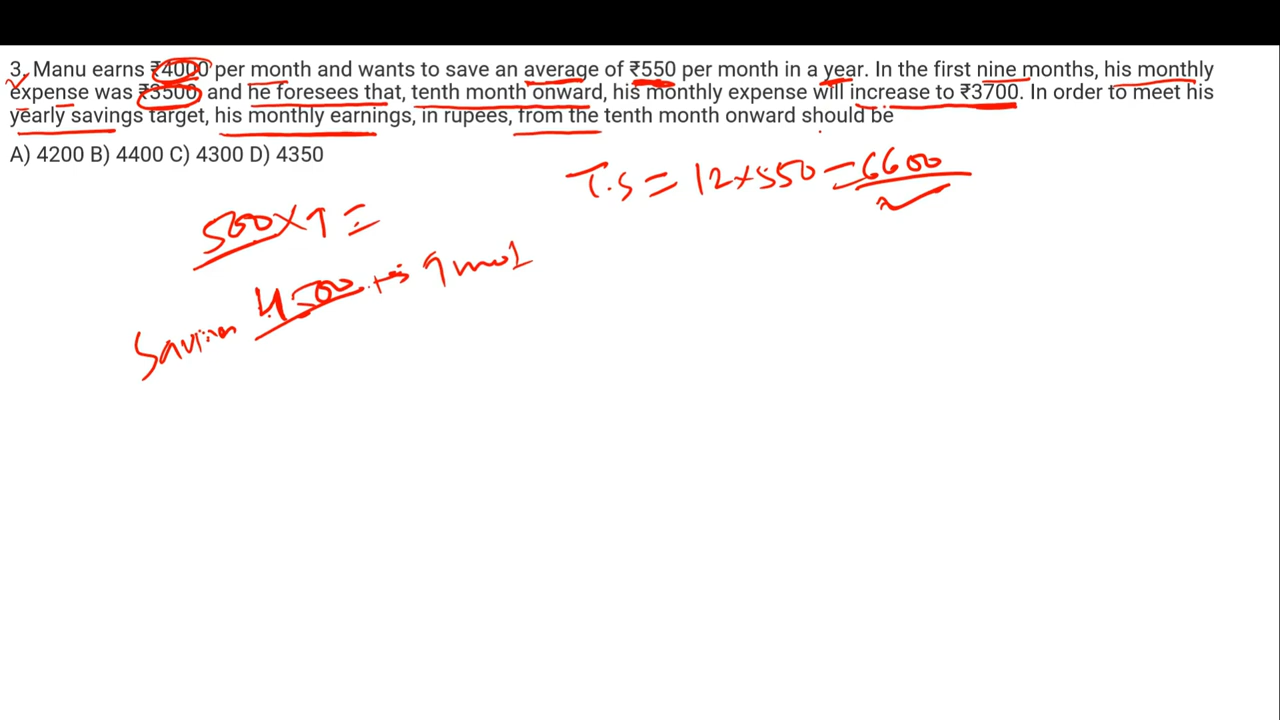 3. Manu earns ₹4000 per month and wants to save an average of ₹550 per month in a year. In the first nine months, his monthly
expense was ₹3500 and he foresees that, tenth month onward, his monthly expense will increase to ₹3700. In order to meet his
yearly savings target, his monthly earnings, in rupees, from the tenth month onward should be
A) 4200 B) 4400 C) 4300 D) 4350
T.S = 12 x 550 = 6600
500 x 9 =
4500 9